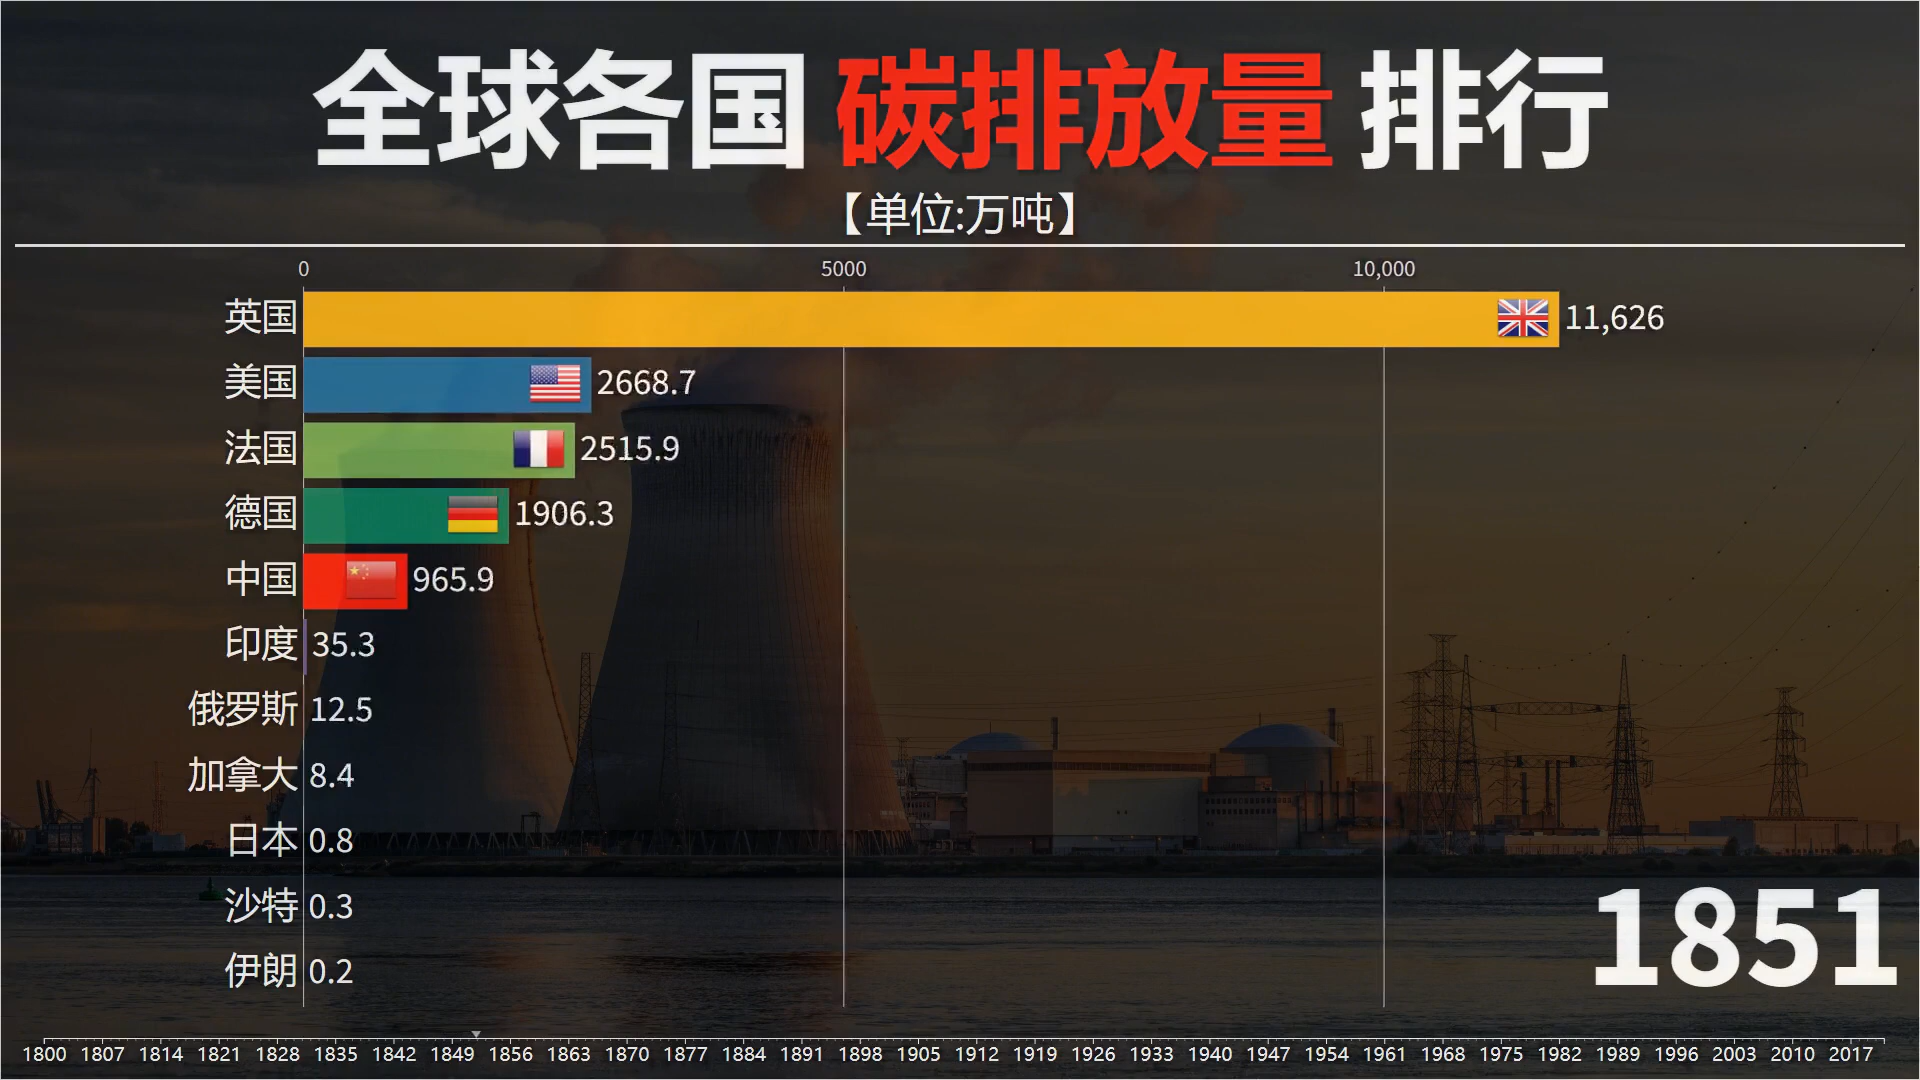 全球各国 碳排放量 排行
【单位:万吨】
0 5000 10,000
英国 11,626
美国 2668.7
法国 2515.9
德国 1906.3
中国 965.9
印度 35.3
俄罗斯 12.5
加拿大 8.4
日本 0.8
沙特 0.3
伊朗 0.2
1851
1800 1807 1814 1821 1828 1835 1842 1849 1856 1863 1870 1877 1884 1891 1898 1905 1912 1919 1926 1933 1940 1947 1954 1961 1968 1975 1982 1989 1996 2003 2010 2017